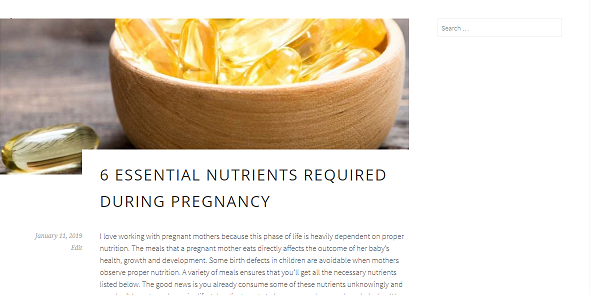 Search …
6 ESSENTIAL NUTRIENTS REQUIRED
DURING PREGNANCY
January 11, 2019
Edit
I love working with pregnant mothers because this phase of life is heavily dependent on proper
nutrition. The meals that a pregnant mother eats directly affects the outcome of her baby's
health, growth and development. Some birth defects in children are avoidable when mothers
observe proper nutrition. A variety of meals ensures that you'll get all the necessary nutrients
listed below. The good news is you already consume some of these nutrients unknowingly and